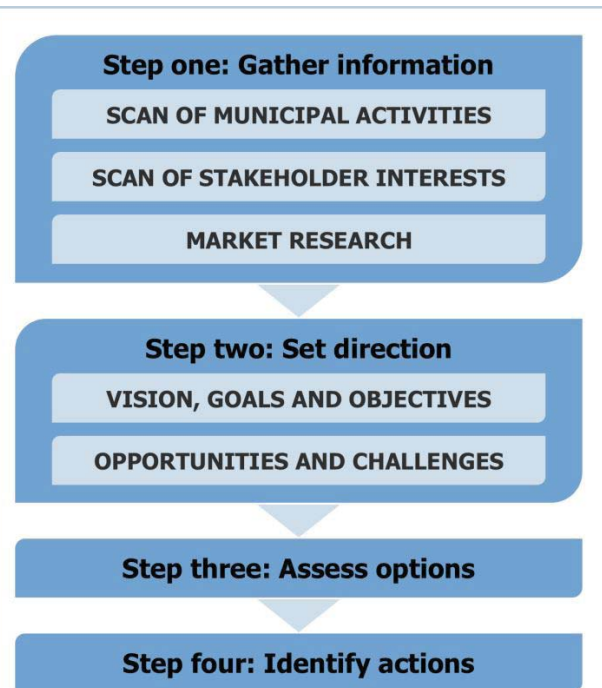 Step one: Gather information
SCAN OF MUNICIPAL ACTIVITIES
SCAN OF STAKEHOLDER INTERESTS
MARKET RESEARCH
Step two: Set direction
VISION, GOALS AND OBJECTIVES
OPPORTUNITIES AND CHALLENGES
Step three: Assess options
Step four: Identify actions